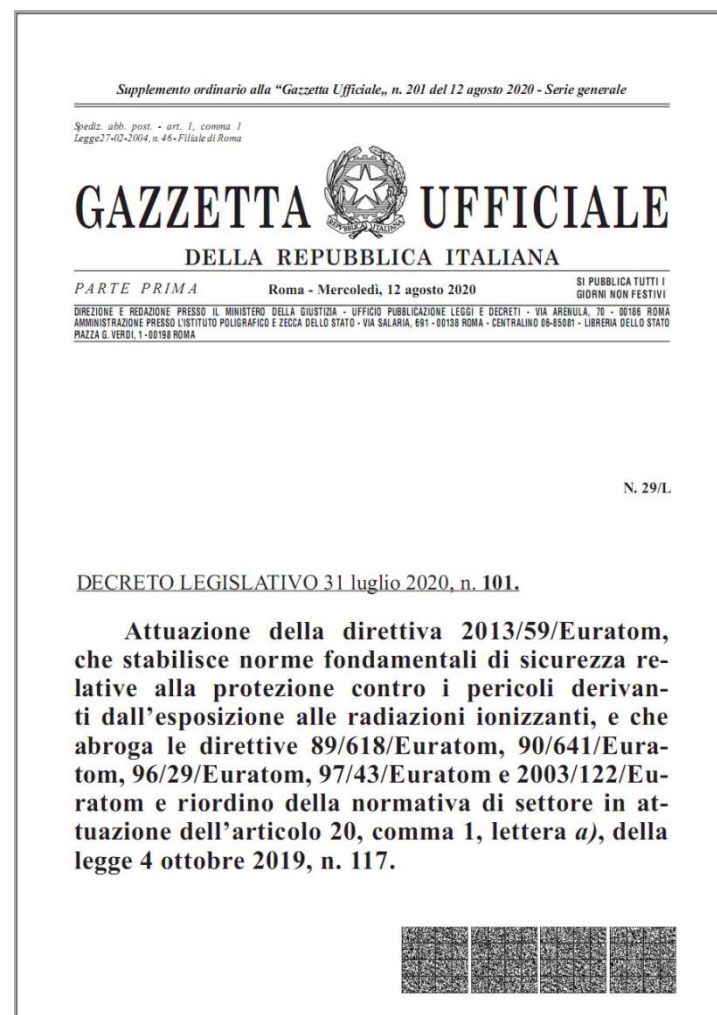 Supplemento ordinario alla “Gazzetta Ufficiale„ n. 201 del 12 agosto 2020 - Serie generale
Spediz. abb. post. - art. 1, comma 1
Legge27-02-2004, n. 46-Filiale di Roma
GAZZETTA UFFICIALE
REPVBBLICA ITALIANA
DELLA REPUBBLICA ITALIANA
PARTE PRIMA
Roma - Mercoledì, 12 agosto 2020
SI PUBBLICA TUTTI I
GIORNI NON FESTIVI
DIREZIONE E REDAZIONE PRESSO IL MINISTERO DELLA GIUSTIZIA - UFFICIO PUBBLICAZIONE LEGGI E DECRETI - VIA ARENULA, 70 - 00186 ROMA
AMMINISTRAZIONE PRESSO L'ISTITUTO POLIGRAFICO E ZECCA DELLO STATO - VIA SALARIA, 691 - 00138 ROMA - CENTRALINO 06-85081 - LIBRERIA DELLO STATO
PIAZZA G. VERDI, 1 - 00198 ROMA
N. 29/L
DECRETO LEGISLATIVO 31 luglio 2020, n. 101.
Attuazione della direttiva 2013/59/Euratom,
che stabilisce norme fondamentali di sicurezza re-
lative alla protezione contro i pericoli derivan-
ti dall’esposizione alle radiazioni ionizzanti, e che
abroga le direttive 89/618/Euratom, 90/641/Eura-
tom, 96/29/Euratom, 97/43/Euratom e 2003/122/Eu-
ratom e riordino della normativa di settore in at-
tuazione dell’articolo 20, comma 1, lettera a), della
legge 4 ottobre 2019, n. 117.